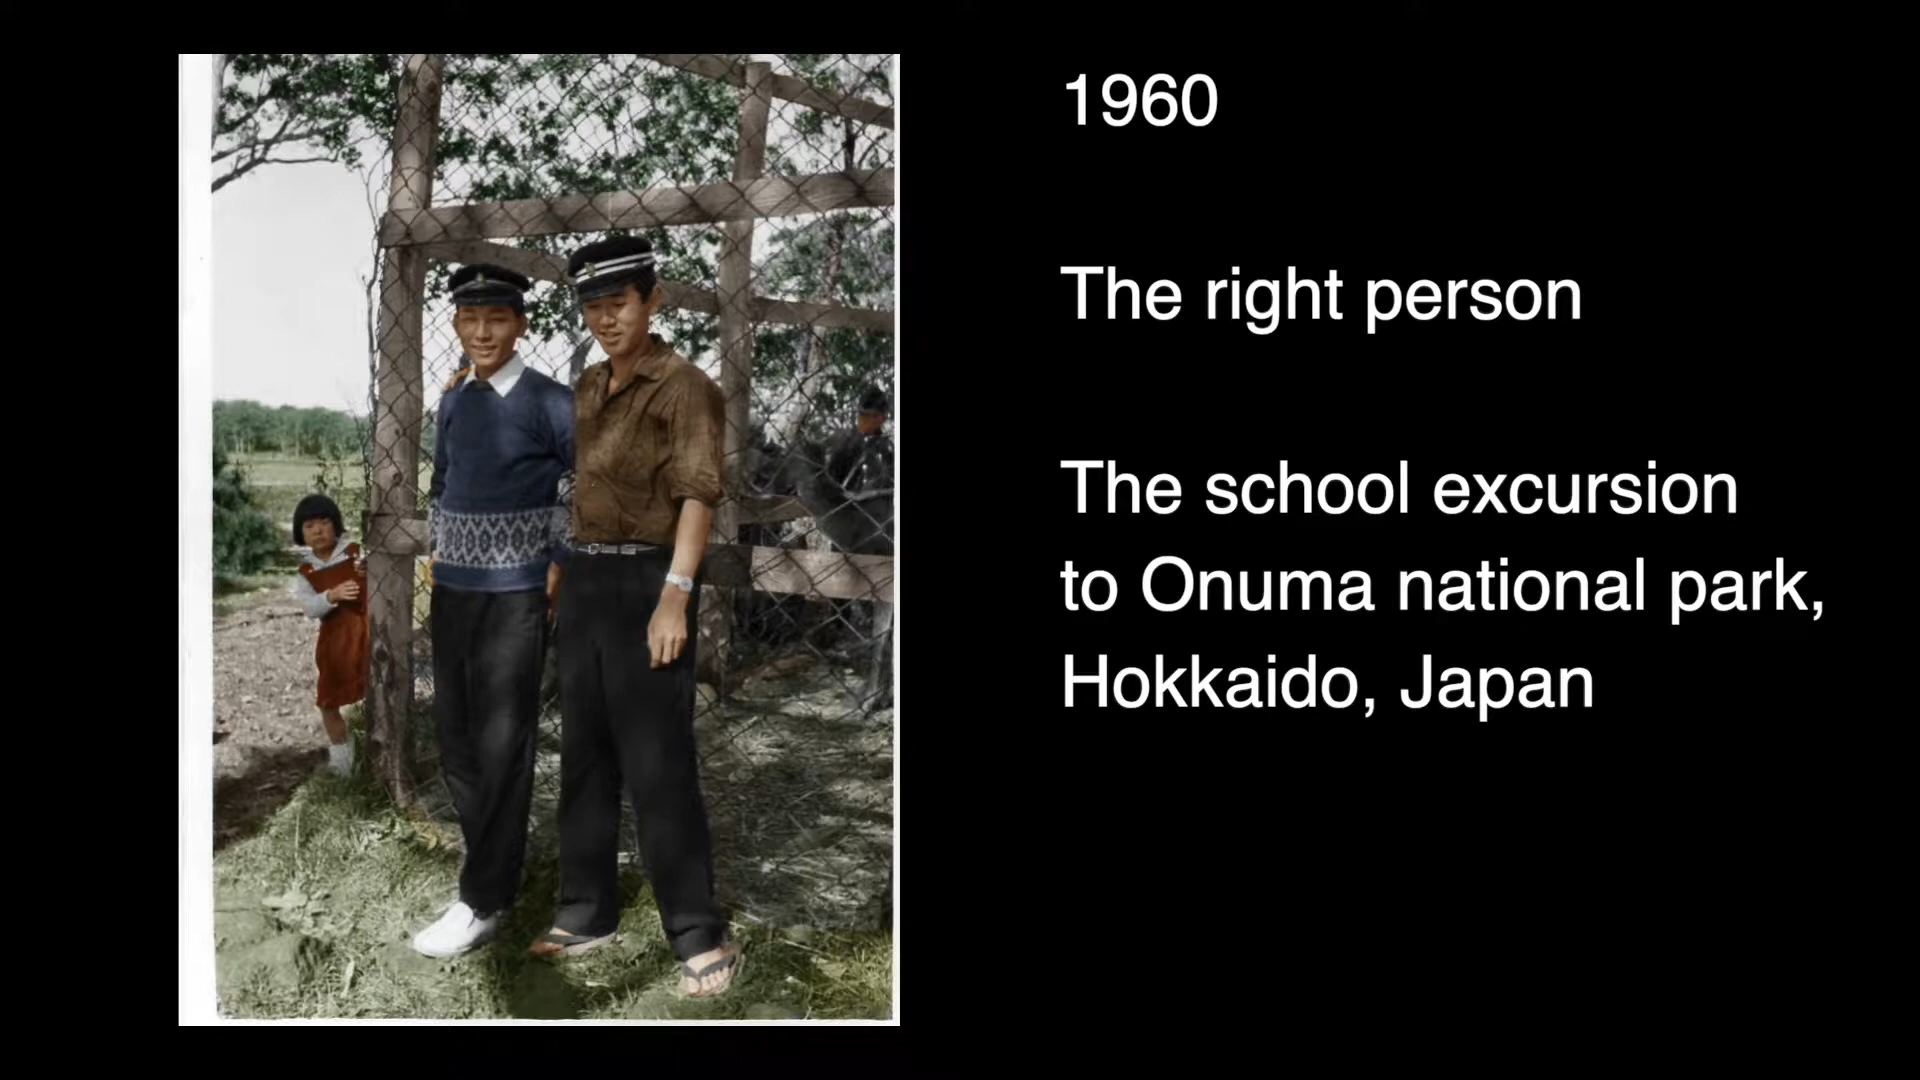 1960
The right person
The school excursion
to Onuma national park,
Hokkaido, Japan